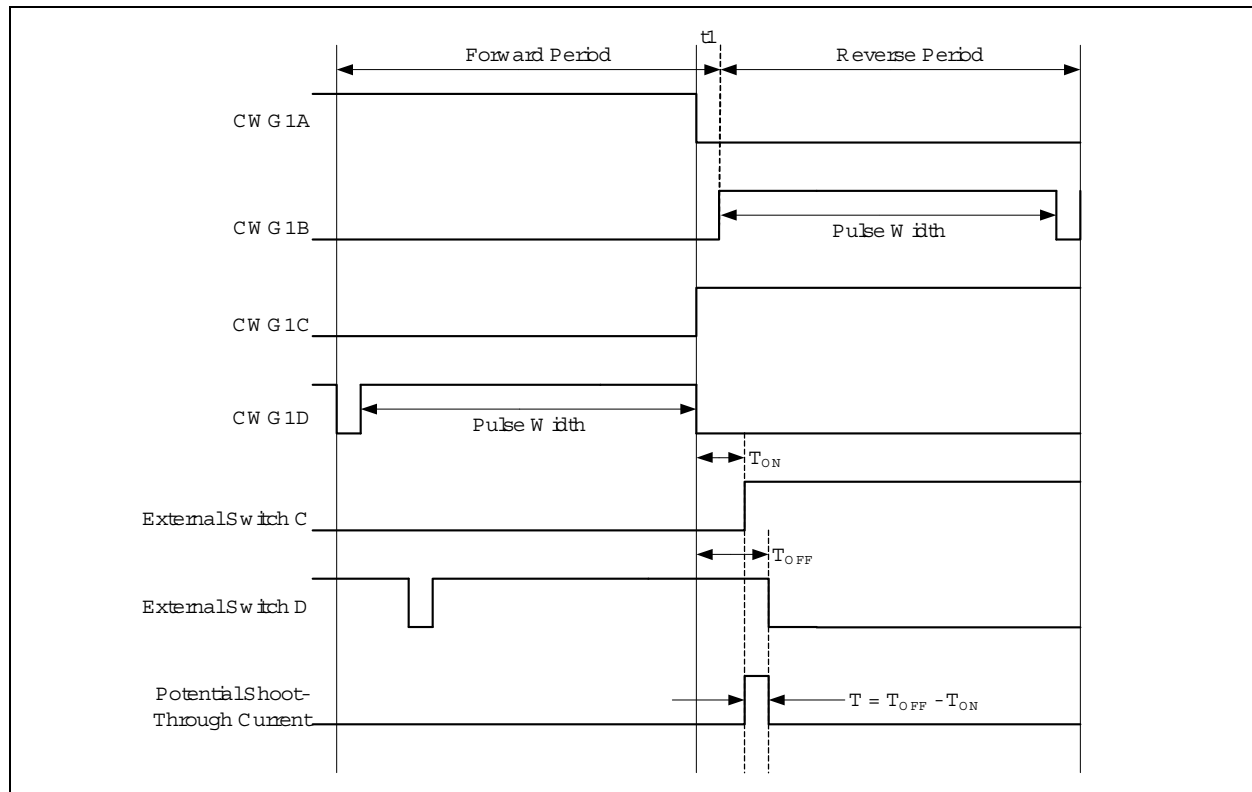 t1
Forward Period
Reverse Period
CWG1A
CWG1B
Pulse Width
CWG1C
CWG1D
Pulse Width
TON
External Switch C
TOFF
External Switch D
Potential Shoot-
Through Current
T = TOFF - TON